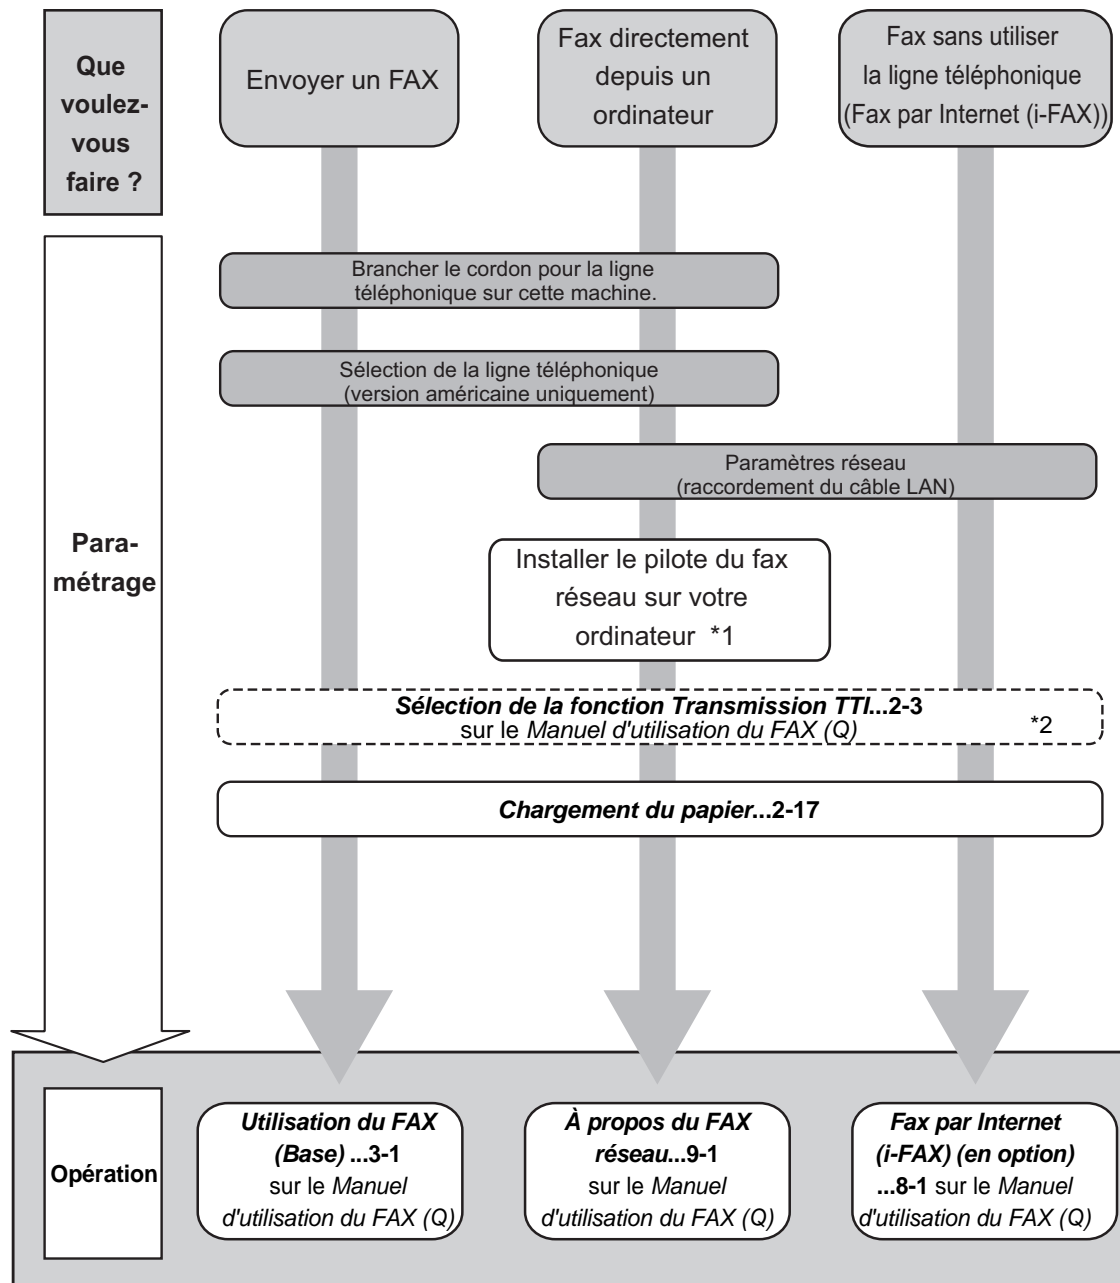 Que
voulez-
vous
faire ?
Envoyer un FAX
Fax directement
depuis un
ordinateur
Fax sans utiliser
la ligne téléphonique
(Fax par Internet (i-FAX))
Brancher le cordon pour la ligne
téléphonique sur cette machine.
Sélection de la ligne téléphonique
(version américaine uniquement)
Paramètres réseau
(raccordement du câble LAN)
Para-
métrage
Installer le pilote du fax
réseau sur votre
ordinateur *1
Sélection de la fonction Transmission TTI...2-3
sur le Manuel d'utilisation du FAX (Q) *2
Chargement du papier...2-17
Opération
Utilisation du FAX
(Base) ...3-1
sur le Manuel
d'utilisation du FAX (Q)
À propos du FAX
réseau...9-1
sur le Manuel
d'utilisation du FAX (Q)
Fax par Internet
(i-FAX) (en option)
...8-1 sur le Manuel
d'utilisation du FAX (Q)